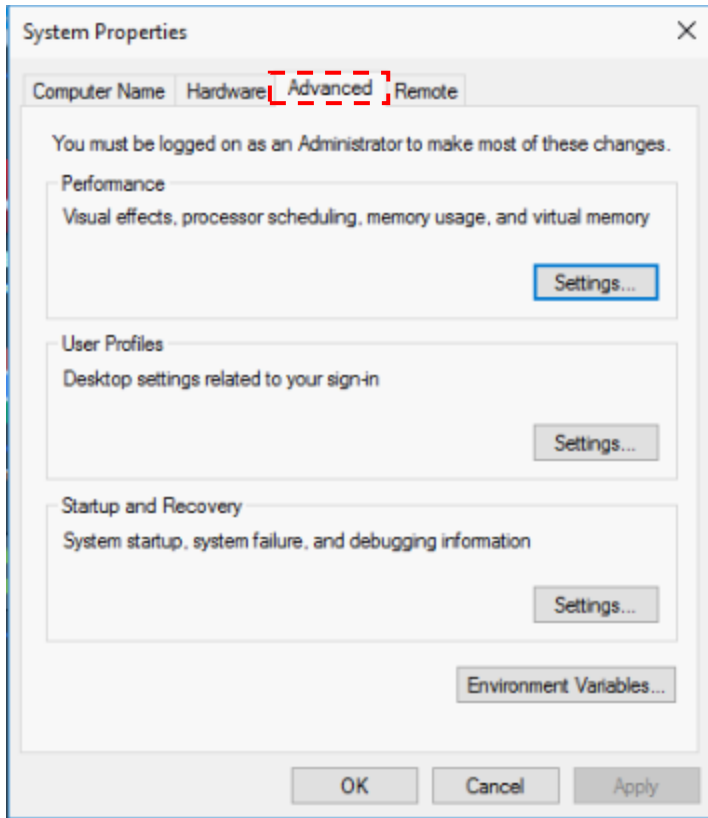 System Properties
Computer Name Hardware Advanced Remote
You must be logged on as an Administrator to make most of these changes.
Performance
Visual effects, processor scheduling, memory usage, and virtual memory
Settings...
User Profiles
Desktop settings related to your sign-in
Settings...
Startup and Recovery
System startup, system failure, and debugging information
Settings...
Environment Variables...
OK Cancel Apply